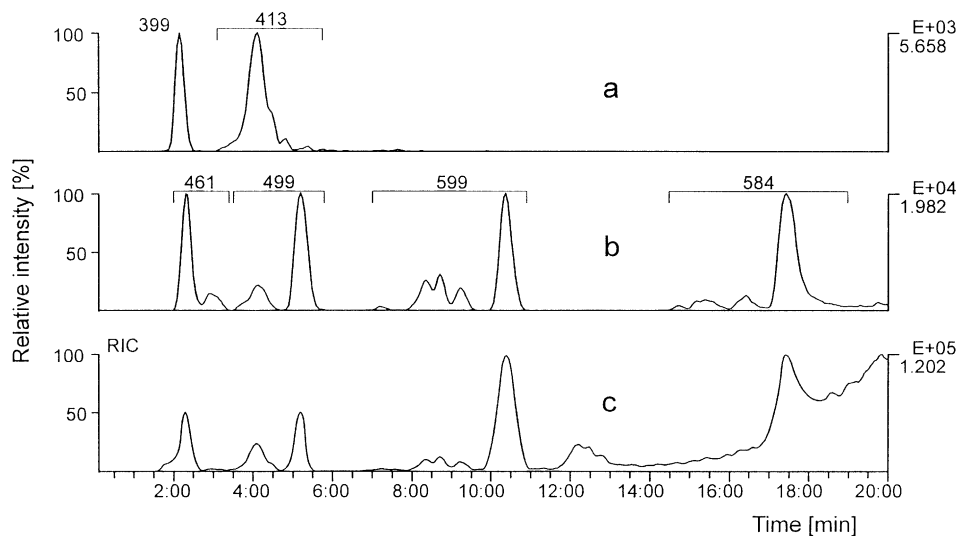 399 413
100 E+03
5.658
50 a
461 499 599 584
100 E+04
1.982
50 b
RIC
100 E+05
1.202
50 c
Relative intensity [%]
2:00 4:00 6:00 8:00 10:00 12:00 14:00 16:00 18:00 20:00
Time [min]